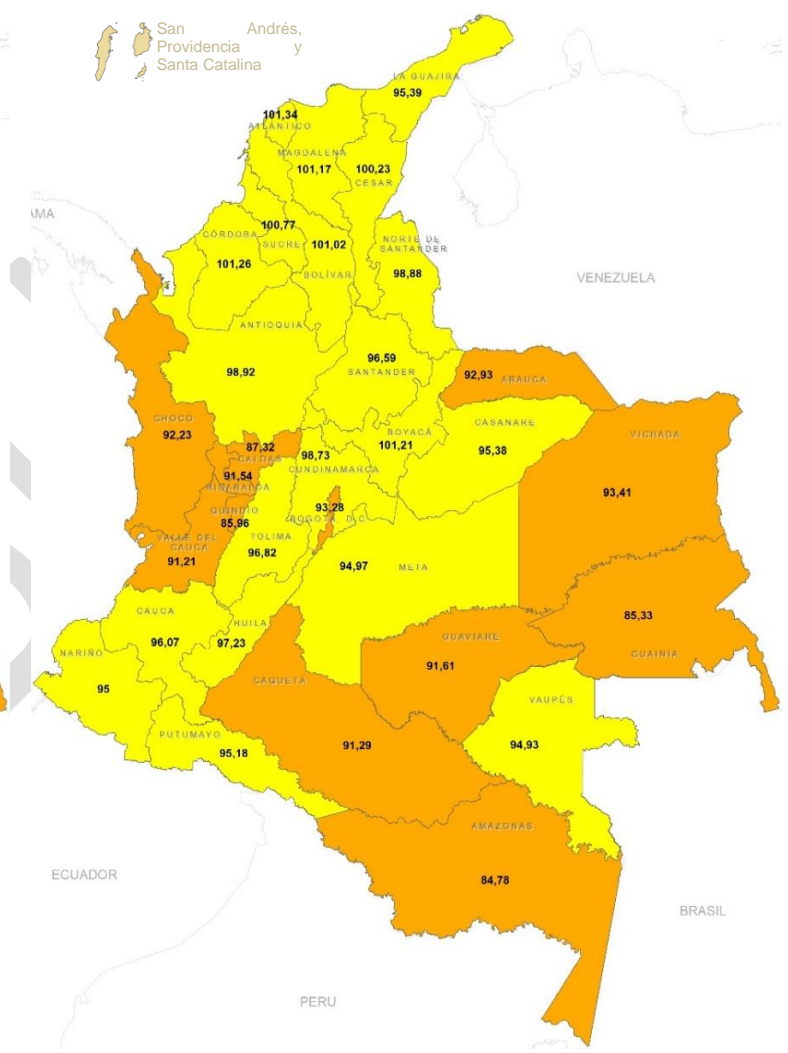 San Andrés,
Providencia y
Santa Catalina
LA GUAJIRA
95,39
101,34
ATLÁNTICO
MAGDALENA
101,17
100,23
CESAR
AMA
100,77
SUCRE
CÓRDOBA
101,26
101,02
BOLÍVAR
NORTE DE
SANTANDER
98,88
VENEZUELA
ANTIOQUIA
98,92
96,59
SANTANDER
92,93
ARAUCA
CHOCÓ
92,23
87,32
CALDAS
98,73
CUNDINAMARCA
BOYACÁ
101,21
CASANARE
95,38
VICHADA
93,41
91,54
RISARALDA
QUINDIO
85,96
93,28
BOGOTÁ, D.C.
VALLE DEL
CAUCA
91,21
TOLIMA
96,82
94,97
META
CAUCA
96,07
HUILA
97,23
85,33
GUAINÍA
GUAVIARE
91,61
NARIÑO
95
CAQUETÁ
91,29
VAUPÉS
94,93
PUTUMAYO
95,18
AMAZONAS
84,78
ECUADOR
BRASIL
PERU